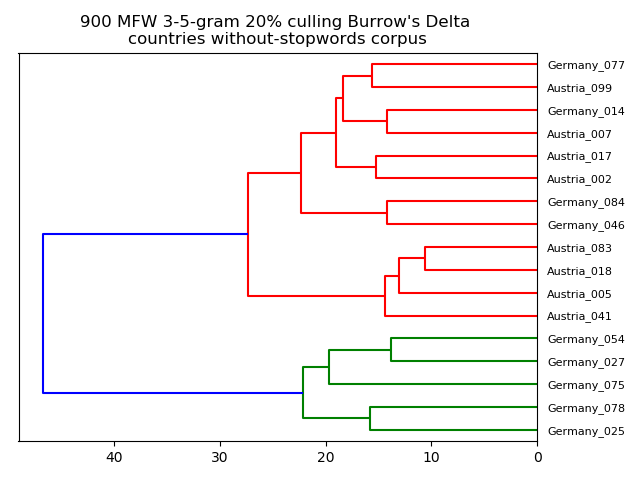 900 MFW 3-5-gram 20% culling Burrow's Delta
countries without-stopwords corpus
Germany_077
Austria_099
Germany_014
Austria_007
Austria_017
Austria_002
Germany_084
Germany_046
Austria_083
Austria_018
Austria_005
Austria_041
Germany_054
Germany_027
Germany_075
Germany_078
Germany_025
40 30 20 10 0